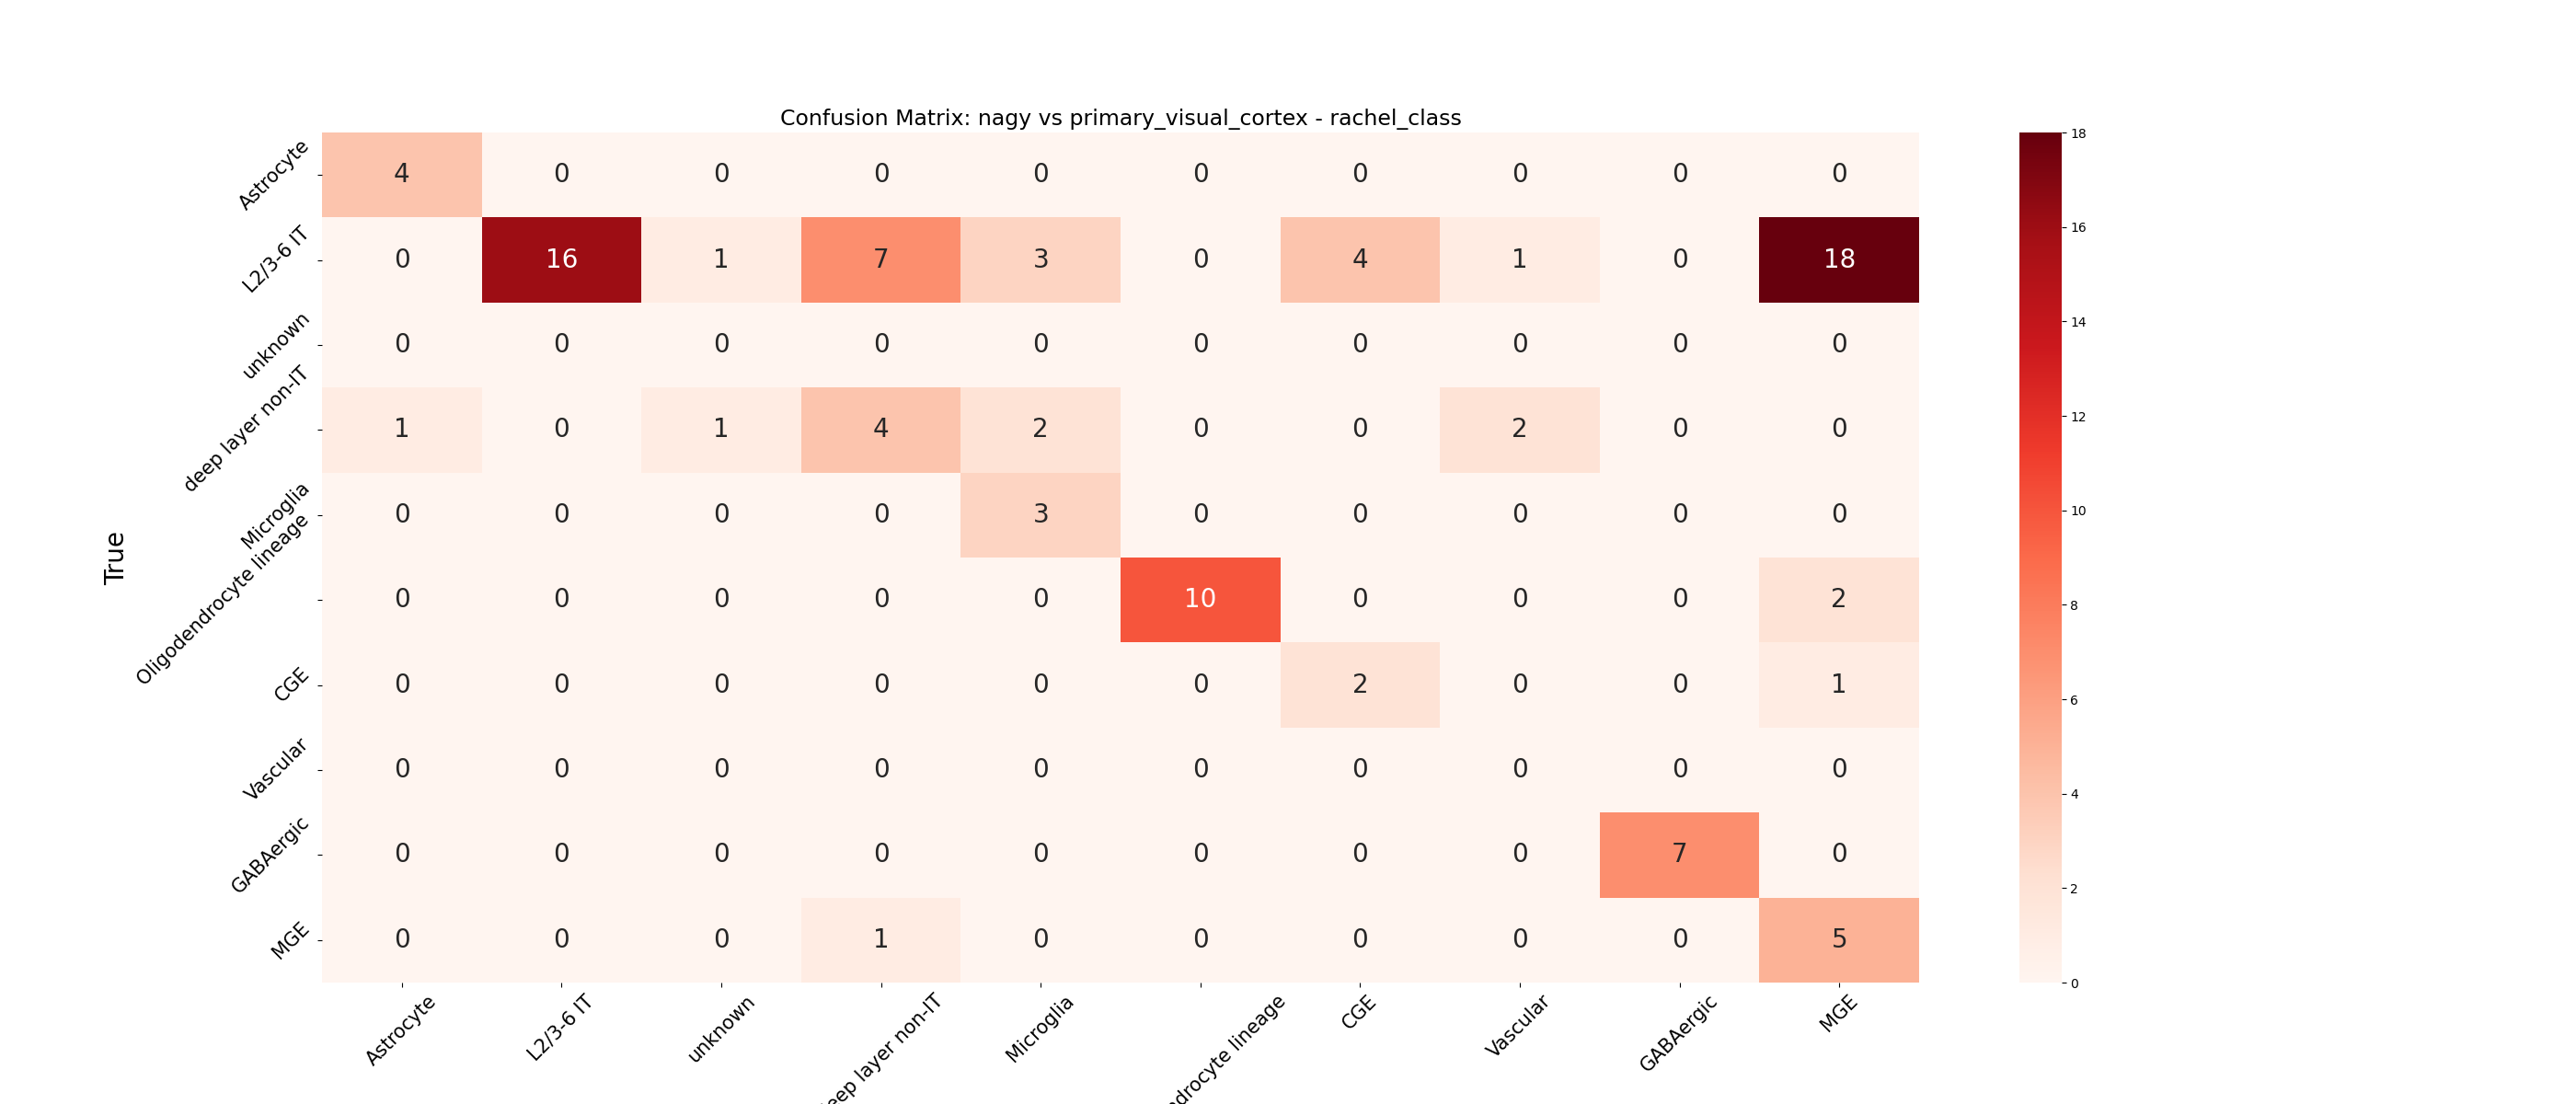 Confusion Matrix: nagy vs primary_visual_cortex - rachel_class
True
Astrocyte 4 0 0 0 0 0 0 0 0 0
L2/3-6 IT 0 16 1 7 3 0 4 1 0 18
unknown 0 0 0 0 0 0 0 0 0 0
deep layer non-IT 1 0 1 4 2 0 0 2 0 0
Microglia 0 0 0 0 3 0 0 0 0 0
Oligodendrocyte lineage 0 0 0 0 0 10 0 0 0 2
CGE 0 0 0 0 0 0 2 0 0 1
Vascular 0 0 0 0 0 0 0 0 0 0
GABAergic 0 0 0 0 0 0 0 0 7 0
MGE 0 0 0 1 0 0 0 0 0 5
Astrocyte L2/3-6 IT unknown eep layer non-IT Microglia drocyte lineage CGE Vascular GABAergic MGE
18
16
14
12
10
8
6
4
2
0